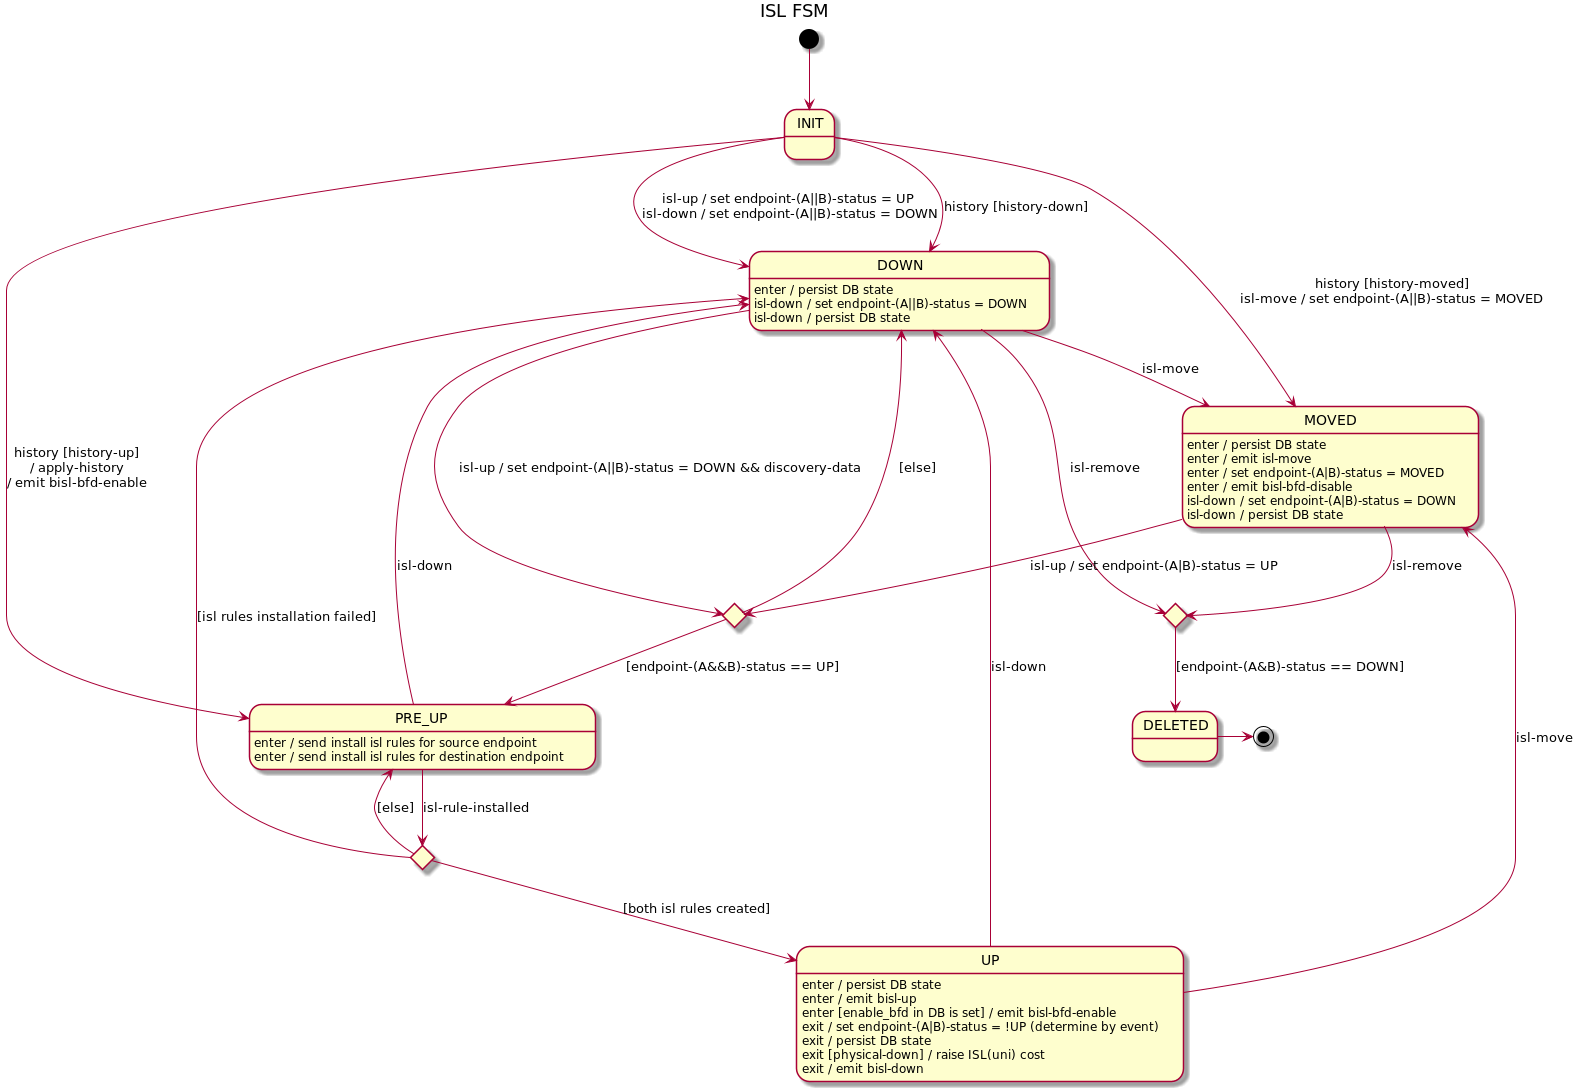 ISL FSM
INIT
isl-up / set endpoint-(A||B)-status = UP
isl-down / set endpoint-(A||B)-status = DOWN
history [history-down]
history [history-moved]
isl-move / set endpoint-(A||B)-status = MOVED
DOWN
enter / persist DB state
isl-down / set endpoint-(A||B)-status = DOWN
isl-down / persist DB state
isl-move
MOVED
enter / persist DB state
enter / emit isl-move
enter / set endpoint-(A|B)-status = MOVED
enter / emit bisl-bfd-disable
isl-down / set endpoint-(A|B)-status = DOWN
isl-down / persist DB state
history [history-up]
/ apply-history
/ emit bisl-bfd-enable
isl-up / set endpoint-(A||B)-status = DOWN && discovery-data
[else]
isl-remove
isl-down
isl-up / set endpoint-(A|B)-status = UP
isl-remove
[isl rules installation failed]
[endpoint-(A&&B)-status == UP]
isl-down
[endpoint-(A&B)-status == DOWN]
PRE_UP
enter / send install isl rules for source endpoint
enter / send install isl rules for destination endpoint
DELETED
isl-move
[else]
isl-rule-installed
[both isl rules created]
UP
enter / persist DB state
enter / emit bisl-up
enter [enable_bfd in DB is set] / emit bisl-bfd-enable
exit / set endpoint-(A|B)-status = !UP (determine by event)
exit / persist DB state
exit [physical-down] / raise ISL(uni) cost
exit / emit bisl-down